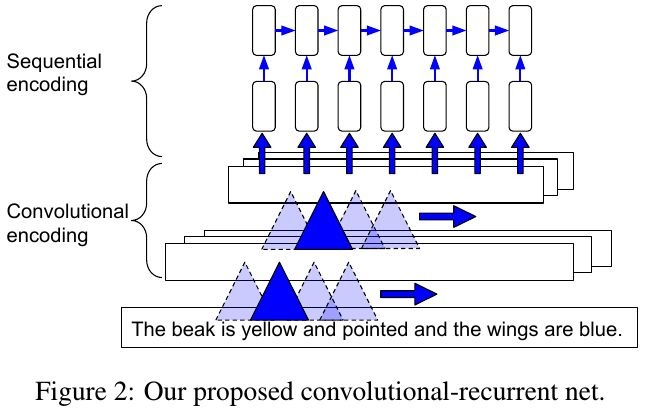 Sequential
encoding
Convolutional
encoding
The beak is yellow and pointed and the wings are blue.
Figure 2: Our proposed convolutional-recurrent net.